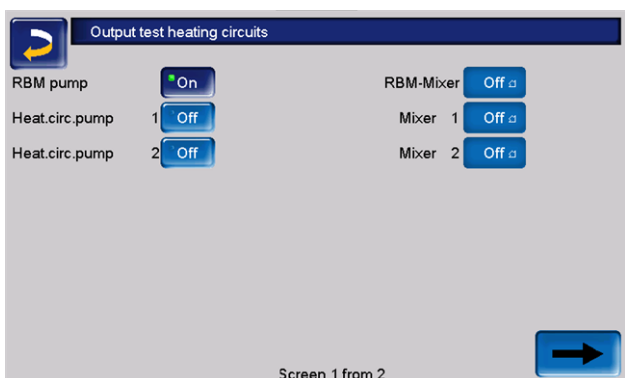 Output test heating circuits
RBM pump On RBM-Mixer Off
Heat.circ.pump 1 Off Mixer 1 Off
Heat.circ.pump 2 Off Mixer 2 Off
Screen 1 from 2